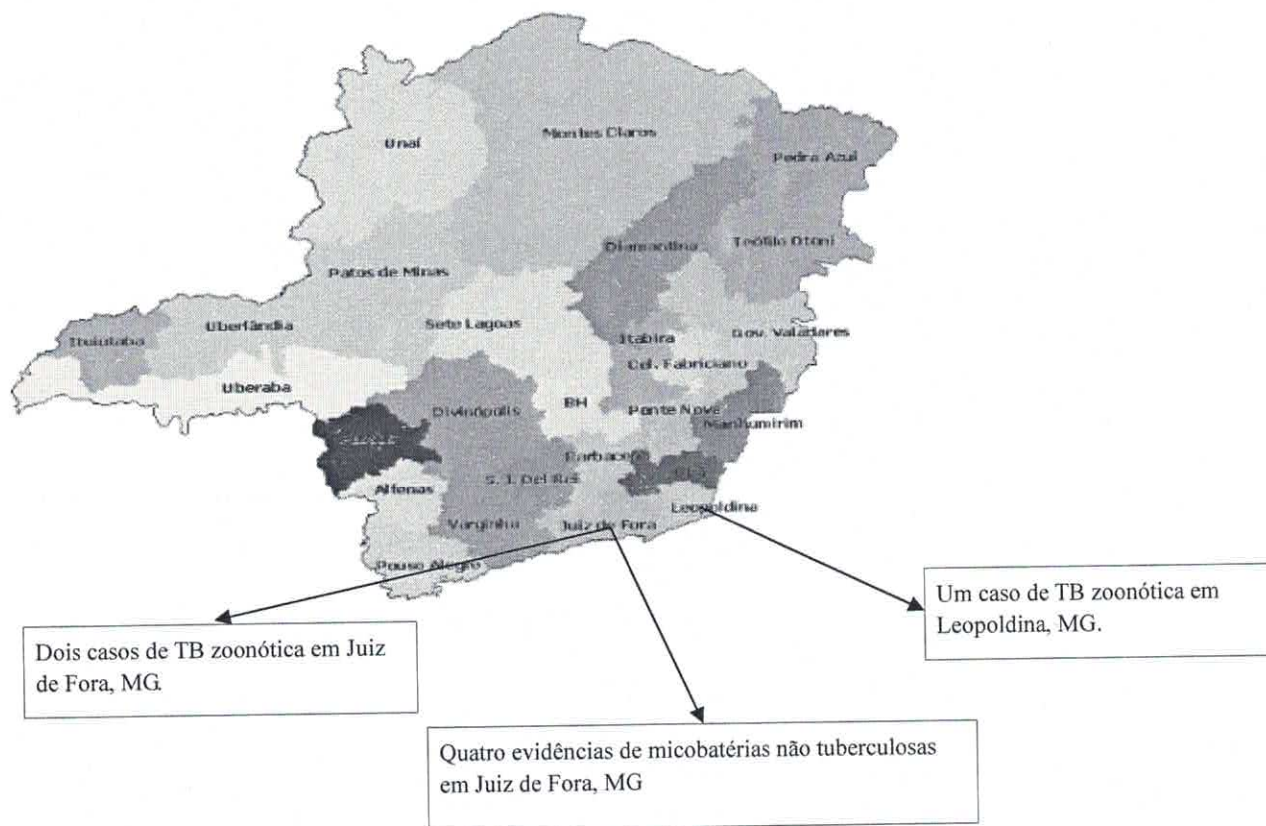 Unaí
Montes Claros
Pedra Azul
Diamantina
Teófilo Otoni
Patos de Minas
Uberlândia
Sete Lagoas
Ituiutaba
Itabira
Gov. Valadares
Cel. Fabriciano
Uberaba
BH
Divinópolis
Ponte Nova
Manhumirim
Barbacena
S. J. Del Rei
Alfenas
Leopoldina
Varginha
Juiz de Fora
Pouso Alegre
Um caso de TB zoonótica em
Leopoldina, MG.
Dois casos de TB zoonótica em Juiz
de Fora, MG.
Quatro evidências de micobatérias não tuberculosas
em Juiz de Fora, MG